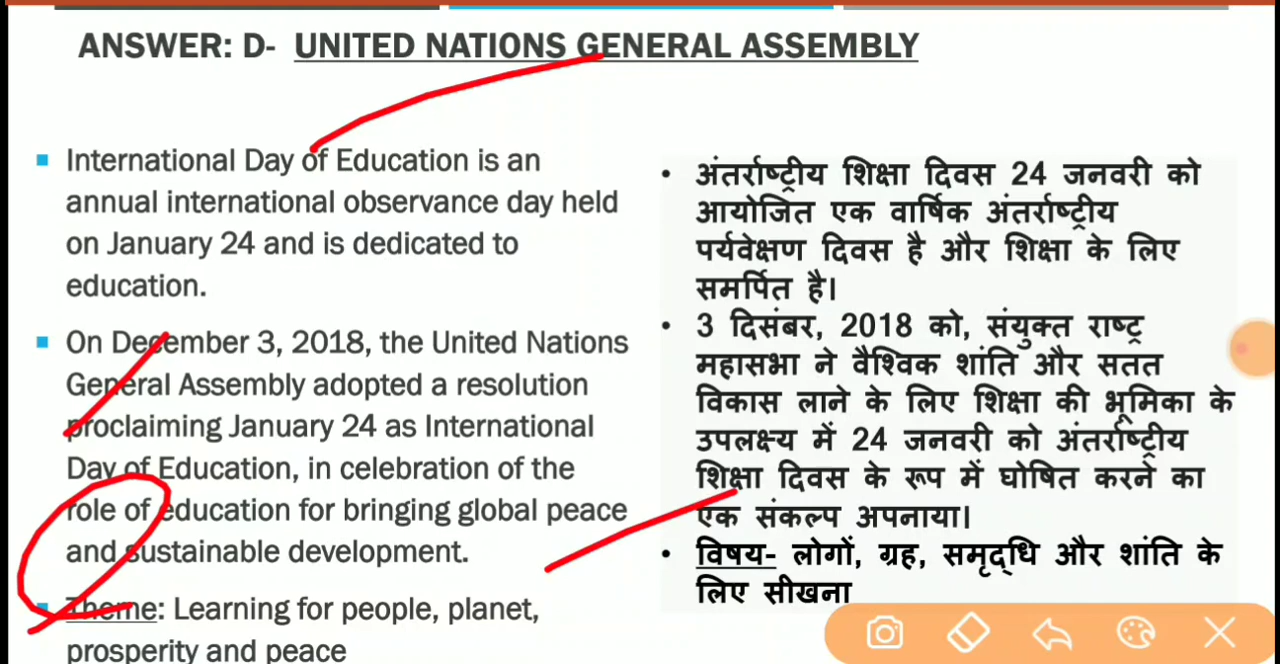 ANSWER: D- UNITED NATIONS GENERAL ASSEMBLY
International Day of Education is an
annual international observance day held
on January 24 and is dedicated to
education.
On December 3, 2018, the United Nations
General Assembly adopted a resolution
proclaiming January 24 as International
Day of Education, in celebration of the
role of education for bringing global peace
and sustainable development.
Theme: Learning for people, planet,
prosperity and peace
अंतर्राष्ट्रीय शिक्षा दिवस 24 जनवरी को
आयोजित एक वार्षिक अंतर्राष्ट्रीय
पर्यवेक्षण दिवस है और शिक्षा के लिए
समर्पित है।
3 दिसंबर, 2018 को, संयुक्त राष्ट्र
महासभा ने वैश्विक शांति और सतत
विकास लाने के लिए शिक्षा की भूमिका के
उपलक्ष्य में 24 जनवरी को अंतर्राष्ट्रीय
शिक्षा दिवस के रूप में घोषित करने का
एक संकल्प अपनाया।
विषय- लोगों, ग्रह, समृद्धि और शांति के
लिए सीखना